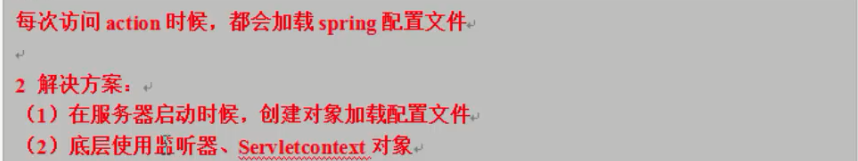 每次访问 action 时候，都会加载 spring 配置文件
2 解决方案：
（1）在服务器启动时候，创建对象加载配置文件
（2）底层使用监听器、Servletcontext 对象